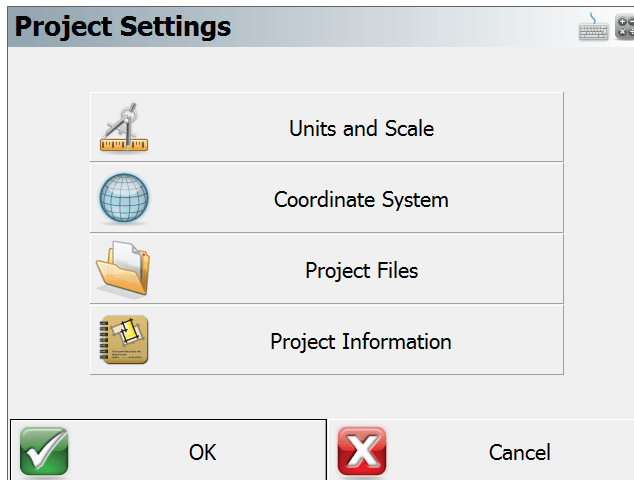 Project Settings
Units and Scale
Coordinate System
Project Files
Project Information
OK
Cancel